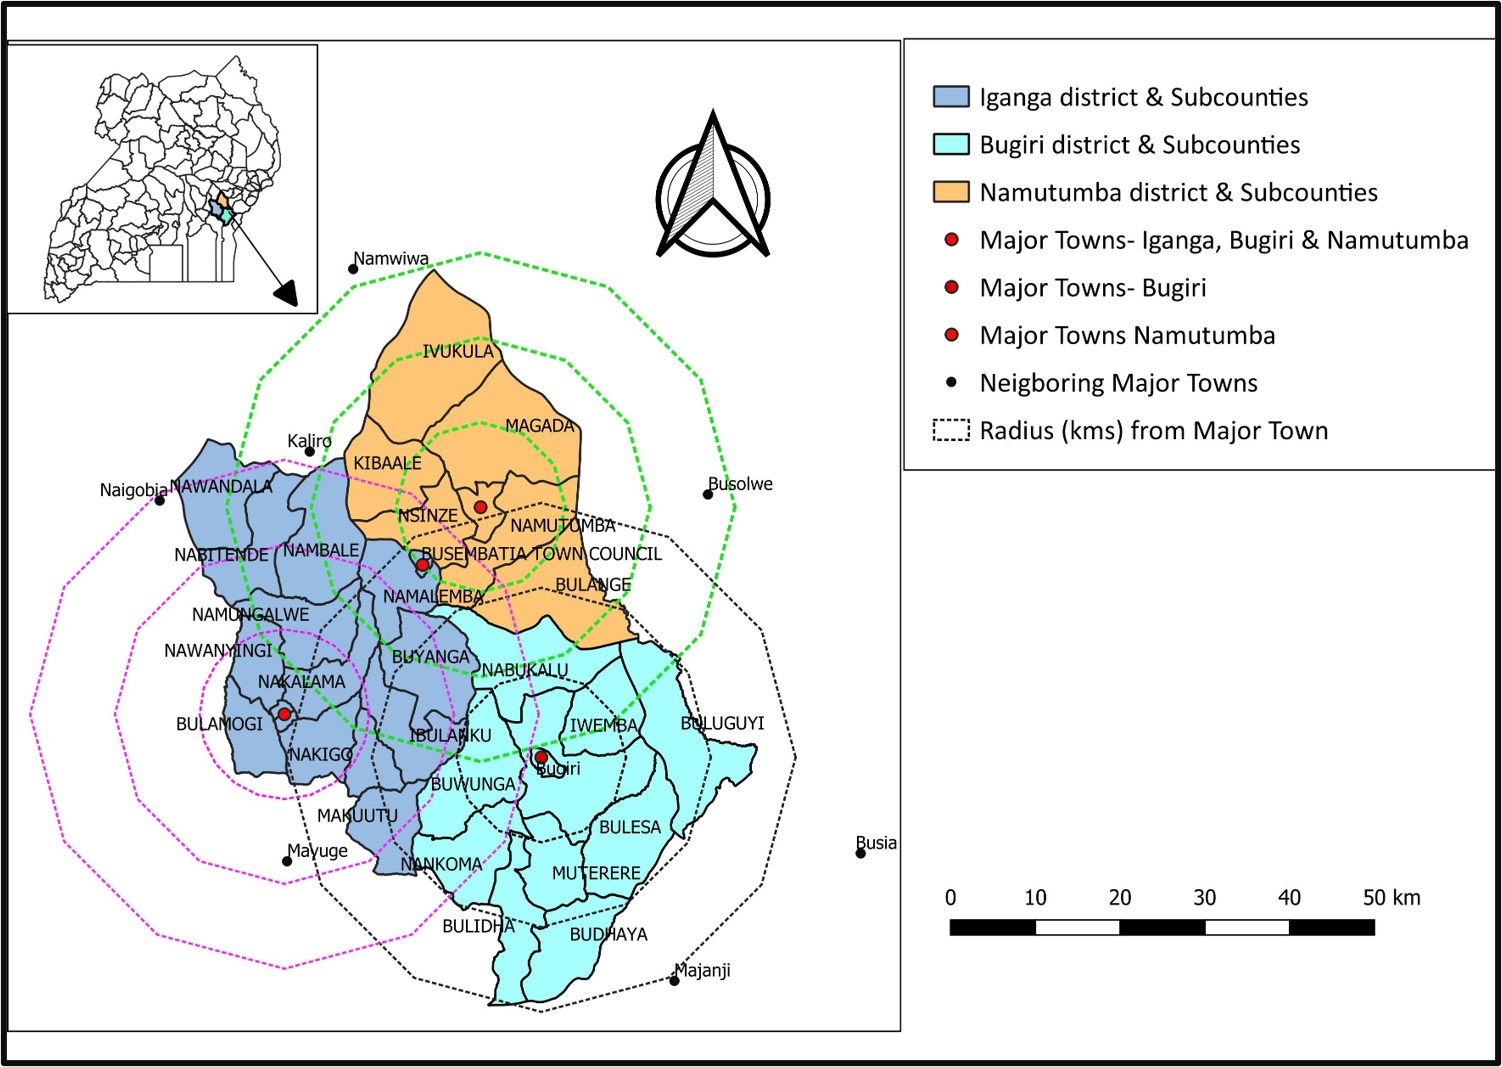 Iganga district & Subcounties
Bugiri district & Subcounties
Namutumba district & Subcounties
Major Towns- Iganga, Bugiri & Namutumba
Major Towns- Bugiri
Major Towns Namutumba
Neigboring Major Towns
Radius (kms) from Major Town
Namwiwa
IVUKULA
MAGADA
Kaliro
KIBAALE
Naigobia
NAWANDALA
Busolwe
NSINZE
NAMUTUMBA
NABITENDE
NAMBALE
BUSEMBATIA TOWN COUNCIL
BULANGE
NAMALEMBA
NAMUNGALWE
NAWANYINGI
BUYANGA
NABUKALU
NAKALAMA
BULAMOGI
IWEMBA
BULUGUYI
IBULANKU
NAKIGO
Bugiri
BUWUNGA
MAKUUTU
BULESA
Mayuge
Busia
NANKOMA
MUTERERE
BULIDHA
BUDHAYA
Majanji
0 10 20 30 40 50 km